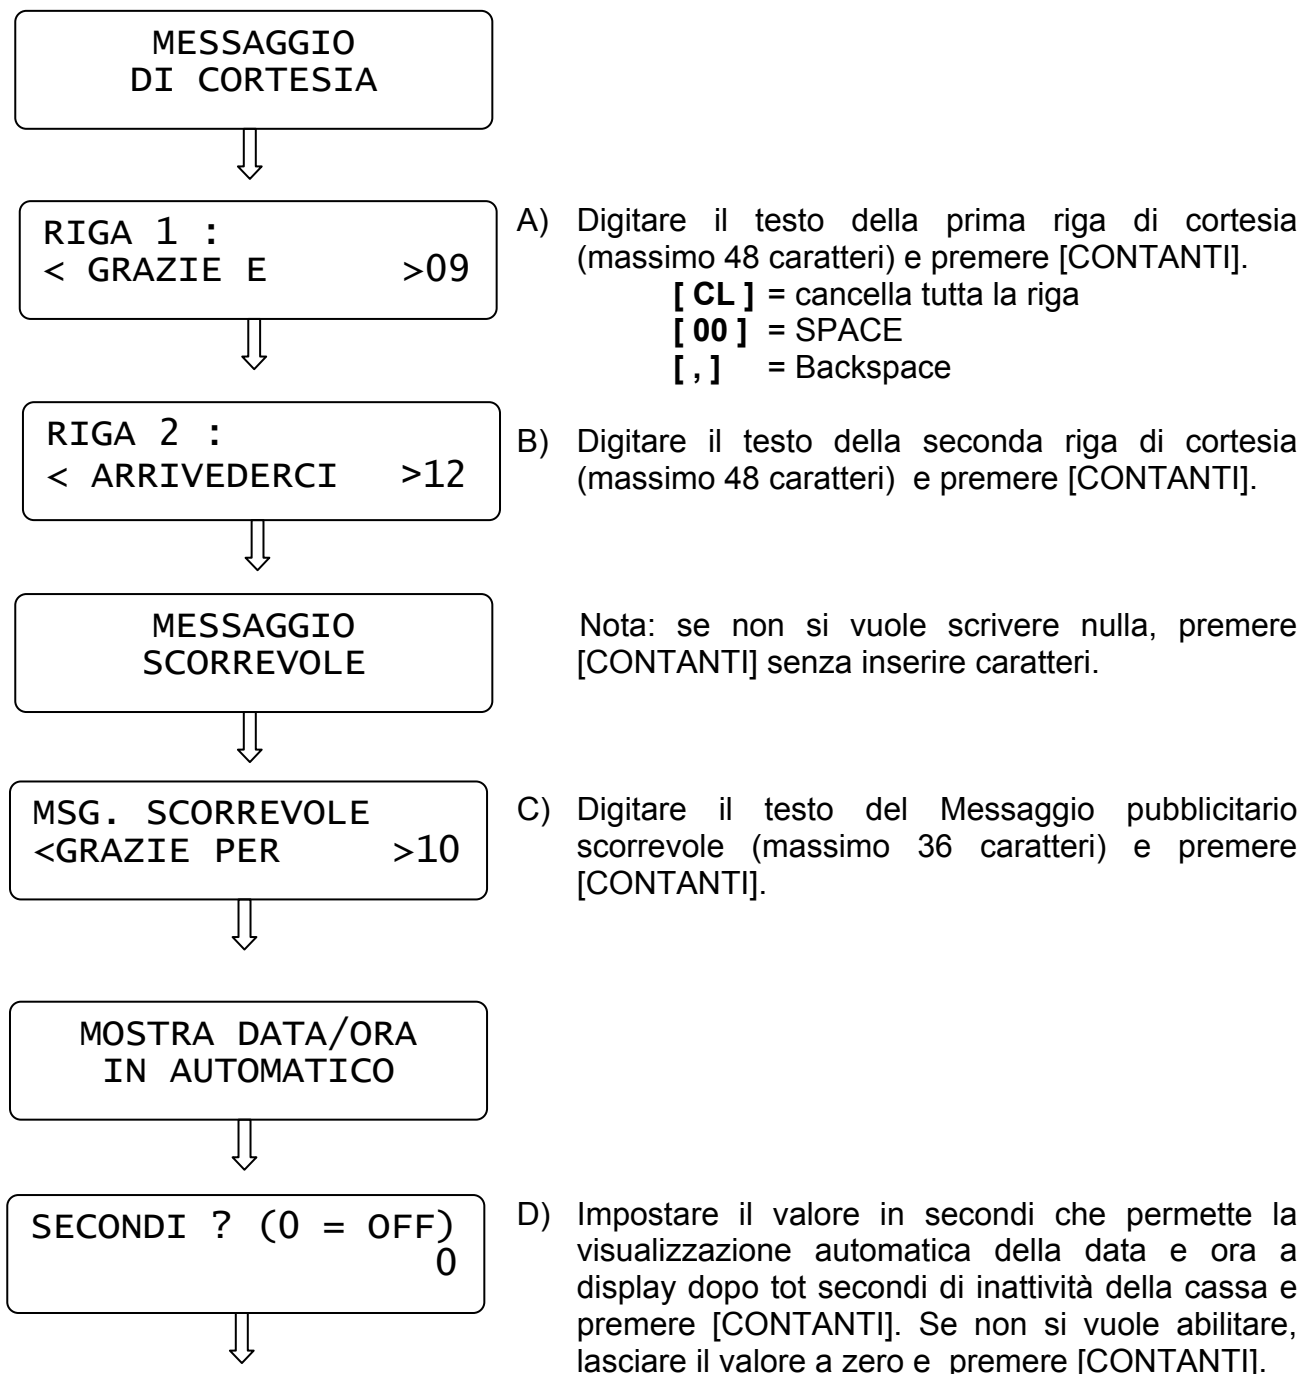 MESSAGGIO
DI CORTESIA
RIGA 1 :
< GRAZIE E >09
A) Digitare il testo della prima riga di cortesia
(massimo 48 caratteri) e premere [CONTANTI].
[ CL ] = cancella tutta la riga
[ 00 ] = SPACE
[ , ] = Backspace
RIGA 2 :
< ARRIVEDERCI >12
B) Digitare il testo della seconda riga di cortesia
(massimo 48 caratteri) e premere [CONTANTI].
MESSAGGIO
SCORREVOLE
Nota: se non si vuole scrivere nulla, premere
[CONTANTI] senza inserire caratteri.
MSG. SCORREVOLE
<GRAZIE PER >10
C) Digitare il testo del Messaggio pubblicitario
scorrevole (massimo 36 caratteri) e premere
[CONTANTI].
MOSTRA DATA/ORA
IN AUTOMATICO
SECONDI ? (0 = OFF)
0
D) Impostare il valore in secondi che permette la
visualizzazione automatica della data e ora a
display dopo tot secondi di inattività della cassa e
premere [CONTANTI]. Se non si vuole abilitare,
lasciare il valore a zero e premere [CONTANTI].